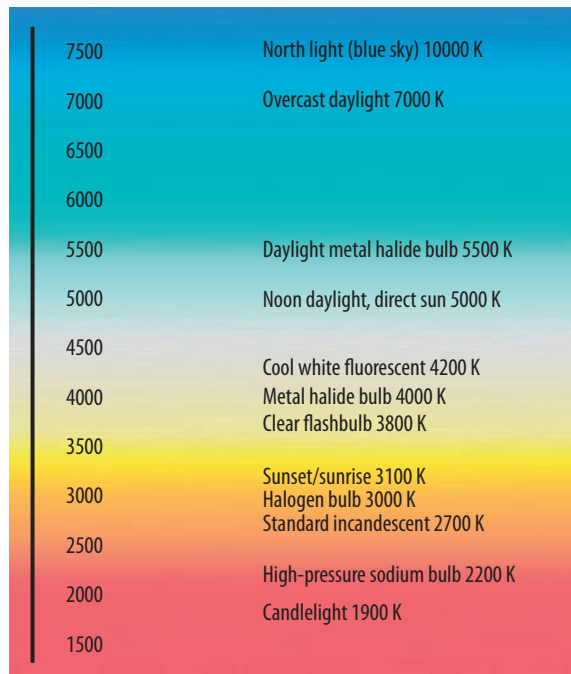 7500 North light (blue sky) 10000 K
7000 Overcast daylight 7000 K
6500
6000
5500 Daylight metal halide bulb 5500 K
5000 Noon daylight, direct sun 5000 K
4500
Cool white fluorescent 4200 K
4000 Metal halide bulb 4000 K
Clear flashbulb 3800 K
3500
Sunset/sunrise 3100 K
3000 Halogen bulb 3000 K
Standard incandescent 2700 K
2500
High-pressure sodium bulb 2200 K
2000
Candlelight 1900 K
1500